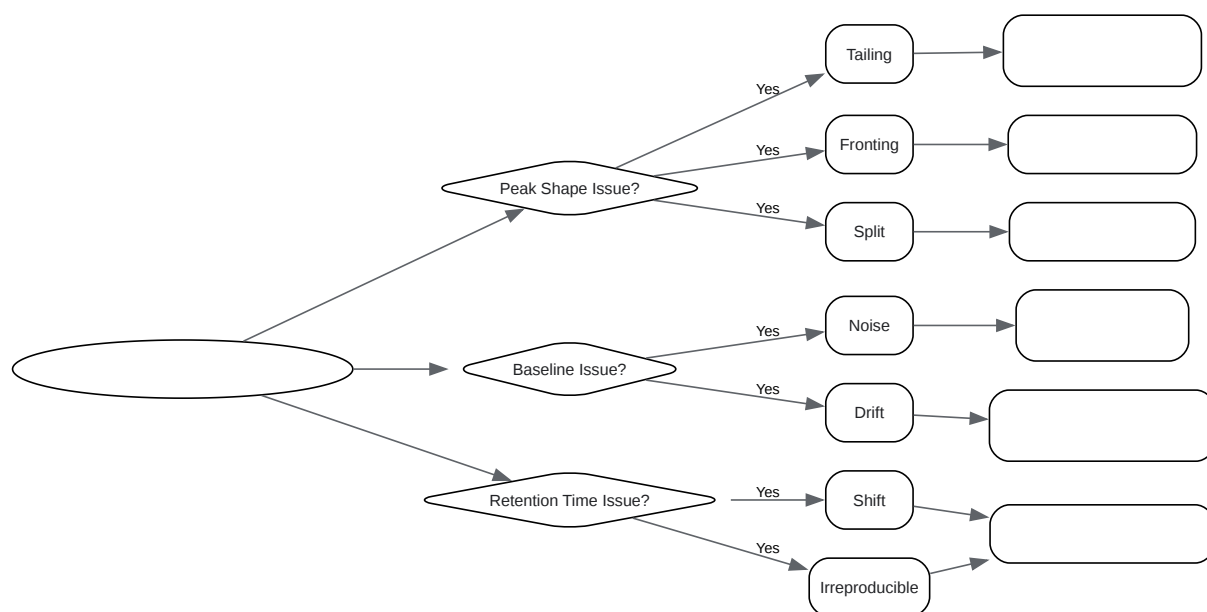 Yes
Tailing
Peak Shape Issue?
Yes
Fronting
Yes
Split
Baseline Issue?
Yes
Noise
Yes
Drift
Retention Time Issue?
Yes
Shift
Yes
Irreproducible